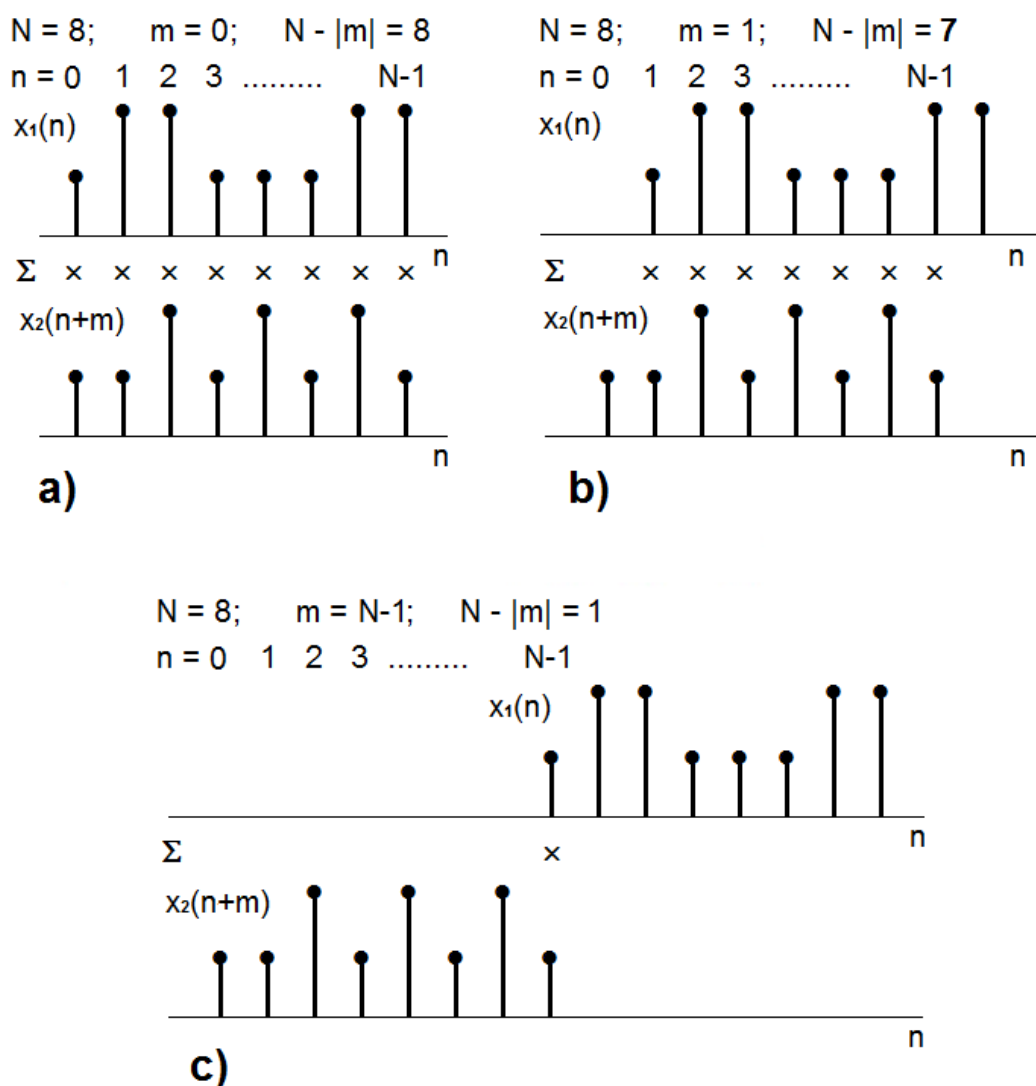 N = 8; m = 0; N - |m| = 8
n = 0 1 2 3 ......... N-1
x₁(n)
n
Σ × × × × × × × ×
x₂(n+m)
n
a)
N = 8; m = 1; N - |m| = 7
n = 0 1 2 3 ......... N-1
x₁(n)
n
Σ × × × × × × ×
x₂(n+m)
n
b)
N = 8; m = N-1; N - |m| = 1
n = 0 1 2 3 ......... N-1
x₁(n)
n
Σ ×
x₂(n+m)
n
c)